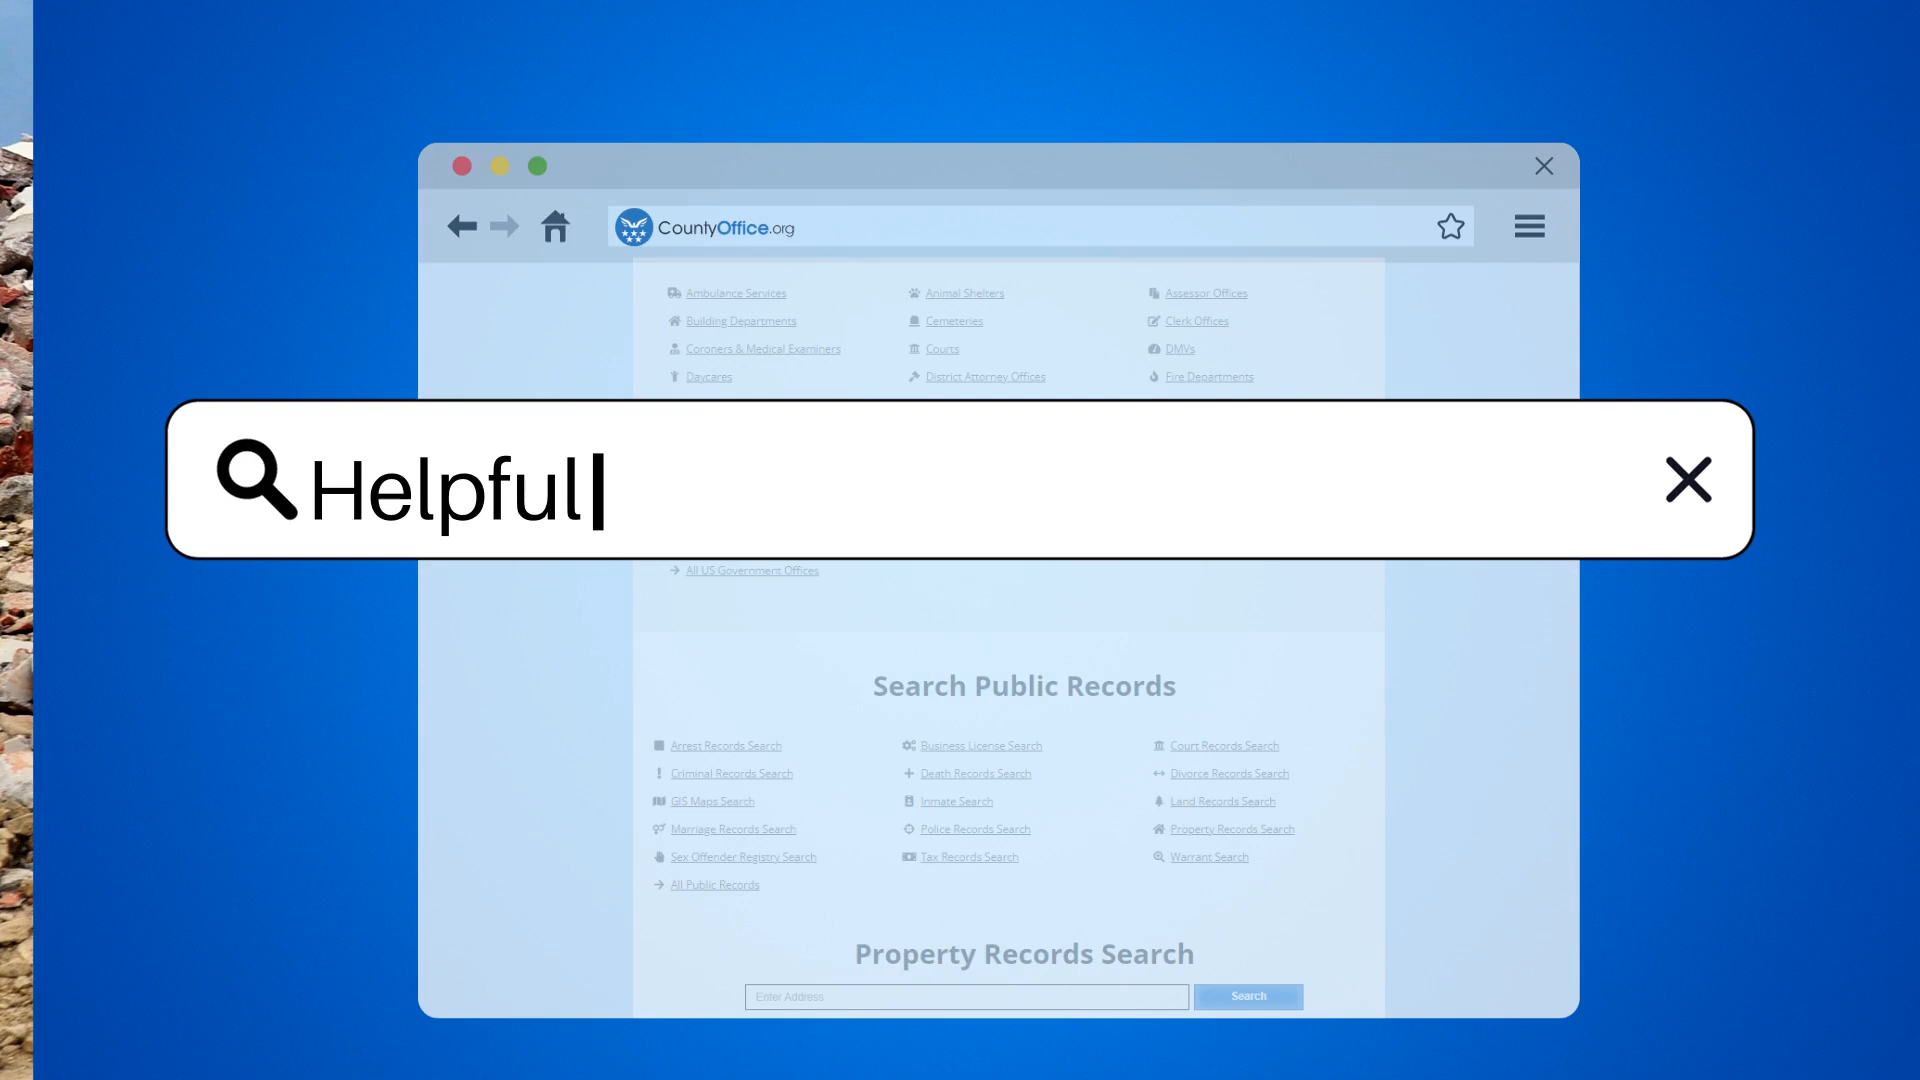 CountyOffice.org
Ambulance Services Animal Shelters Assessor Offices
Building Departments Cemeteries Clerk Offices
Coroners & Medical Examiners Courts DMVs
Daycares District Attorney Offices Fire Departments
Helpful
All US Government Offices
Search Public Records
Arrest Records Search Business License Search Court Records Search
Criminal Records Search Death Records Search Divorce Records Search
GIS Maps Search Inmate Search Land Records Search
Marriage Records Search Police Records Search Property Records Search
Sex Offender Registry Search Tax Records Search Warrant Search
All Public Records
Property Records Search
Enter Address Search